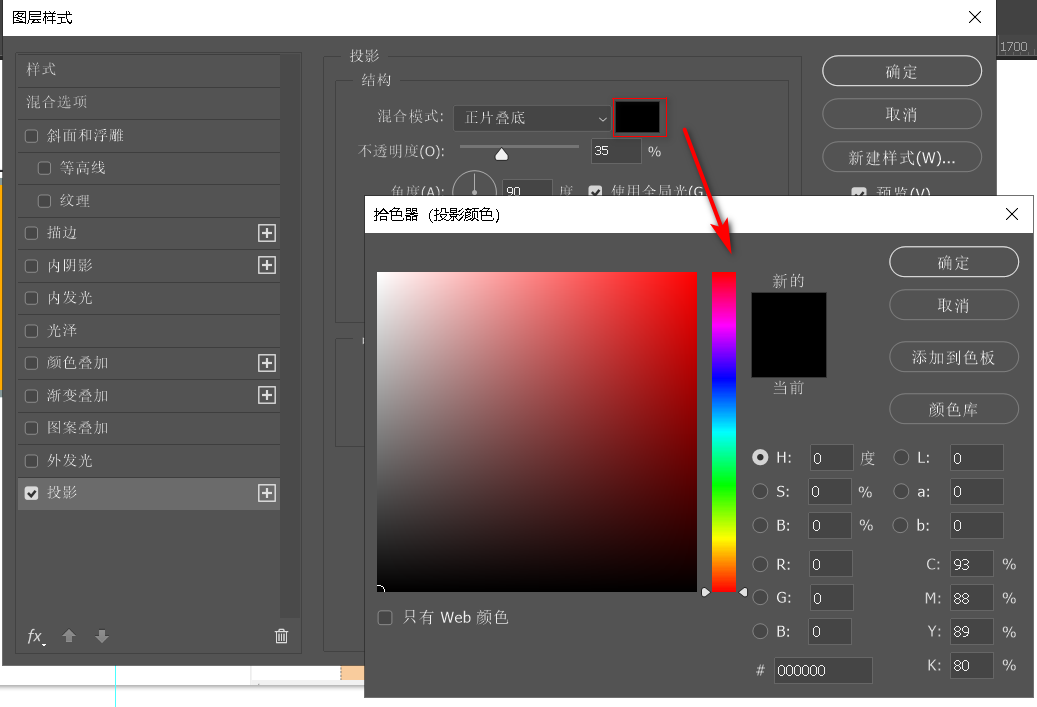 图层样式
1700
样式
混合选项
斜面和浮雕
等高线
纹理
描边
内阴影
内发光
光泽
颜色叠加
渐变叠加
图案叠加
外发光
投影
fx
投影
结构
混合模式: 正片叠底
不透明度(O): 35 %
角度(A): 90 度 使用全局光(G
确定
取消
新建样式(W)...
预览(V)
拾色器（投影颜色）
新的
当前
只有 Web 颜色
确定
取消
添加到色板
颜色库
H: 0 度 L: 0
S: 0 % a: 0
B: 0 % b: 0
R: 0 C: 93 %
G: 0 M: 88 %
B: 0 Y: 89 %
# 000000 K: 80 %